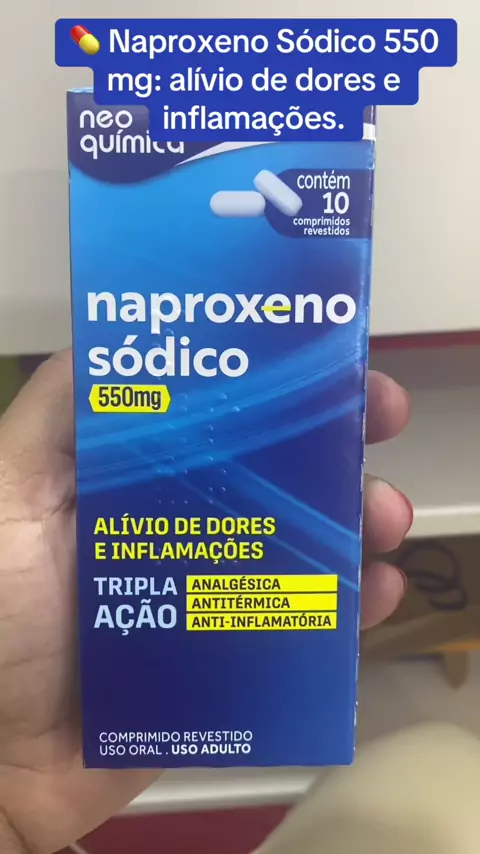 💊 Naproxeno Sódico 550
mg: alívio de dores e
inflamações.
neo
química
contém
10
comprimidos
revestidos
naproxeno
sódico
550mg
ALÍVIO DE DORES
E INFLAMAÇÕES
TRIPLA
AÇÃO
ANALGÉSICA
ANTITÉRMICA
ANTI-INFLAMATÓRIA
COMPRIMIDO REVESTIDO
USO ORAL . USO ADULTO